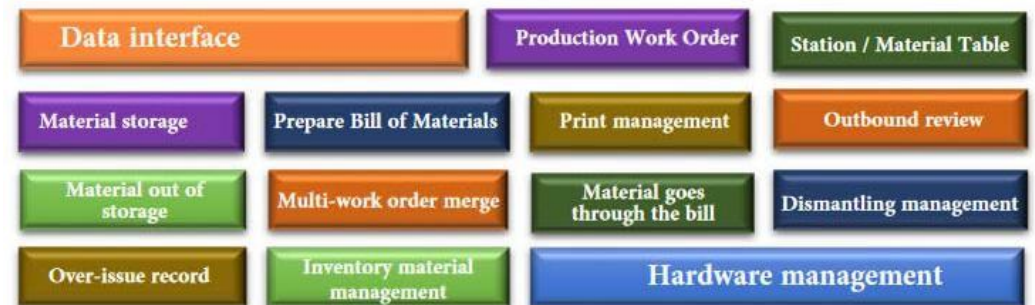 Data interface
Production Work Order
Station / Material Table
Material storage
Prepare Bill of Materials
Print management
Outbound review
Material out of
storage
Multi-work order merge
Material goes
through the bill
Dismantling management
Over-issue record
Inventory material
management
Hardware management